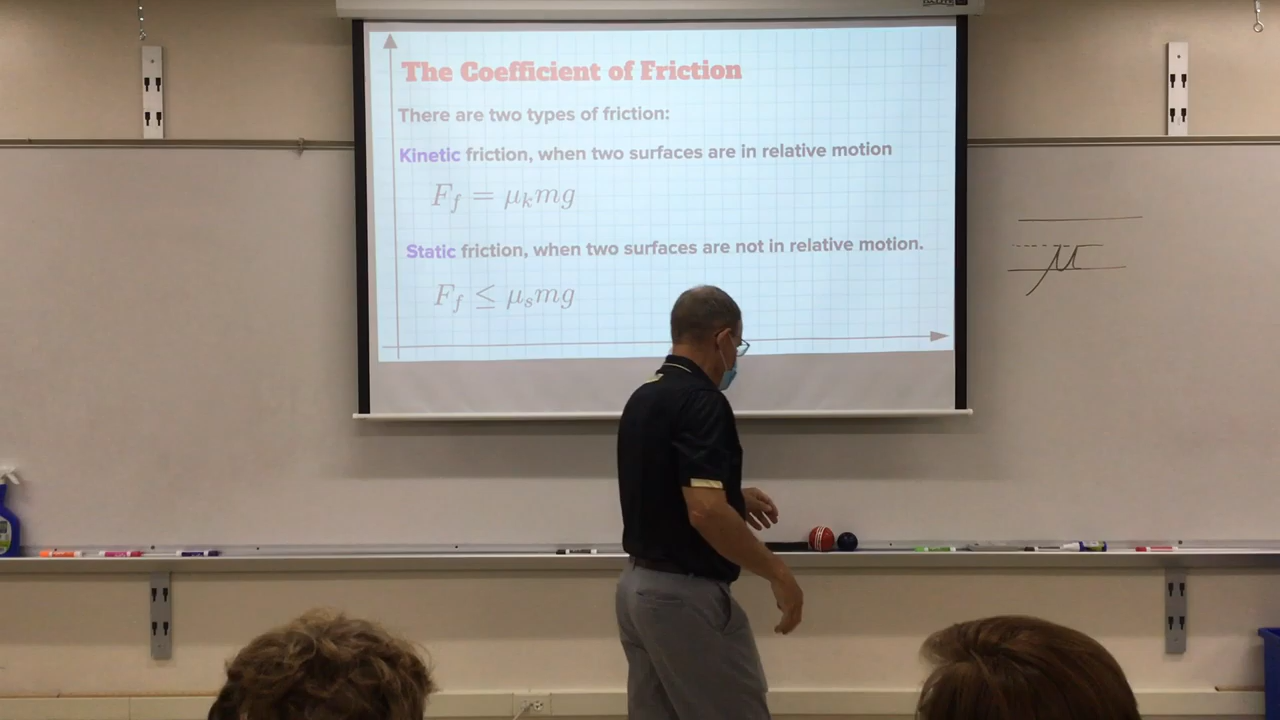 The Coefficient of Friction
There are two types of friction:
Kinetic friction, when two surfaces are in relative motion
F_f = μ_k mg
Static friction, when two surfaces are not in relative motion.
F_f ≤ μ_s mg
μ